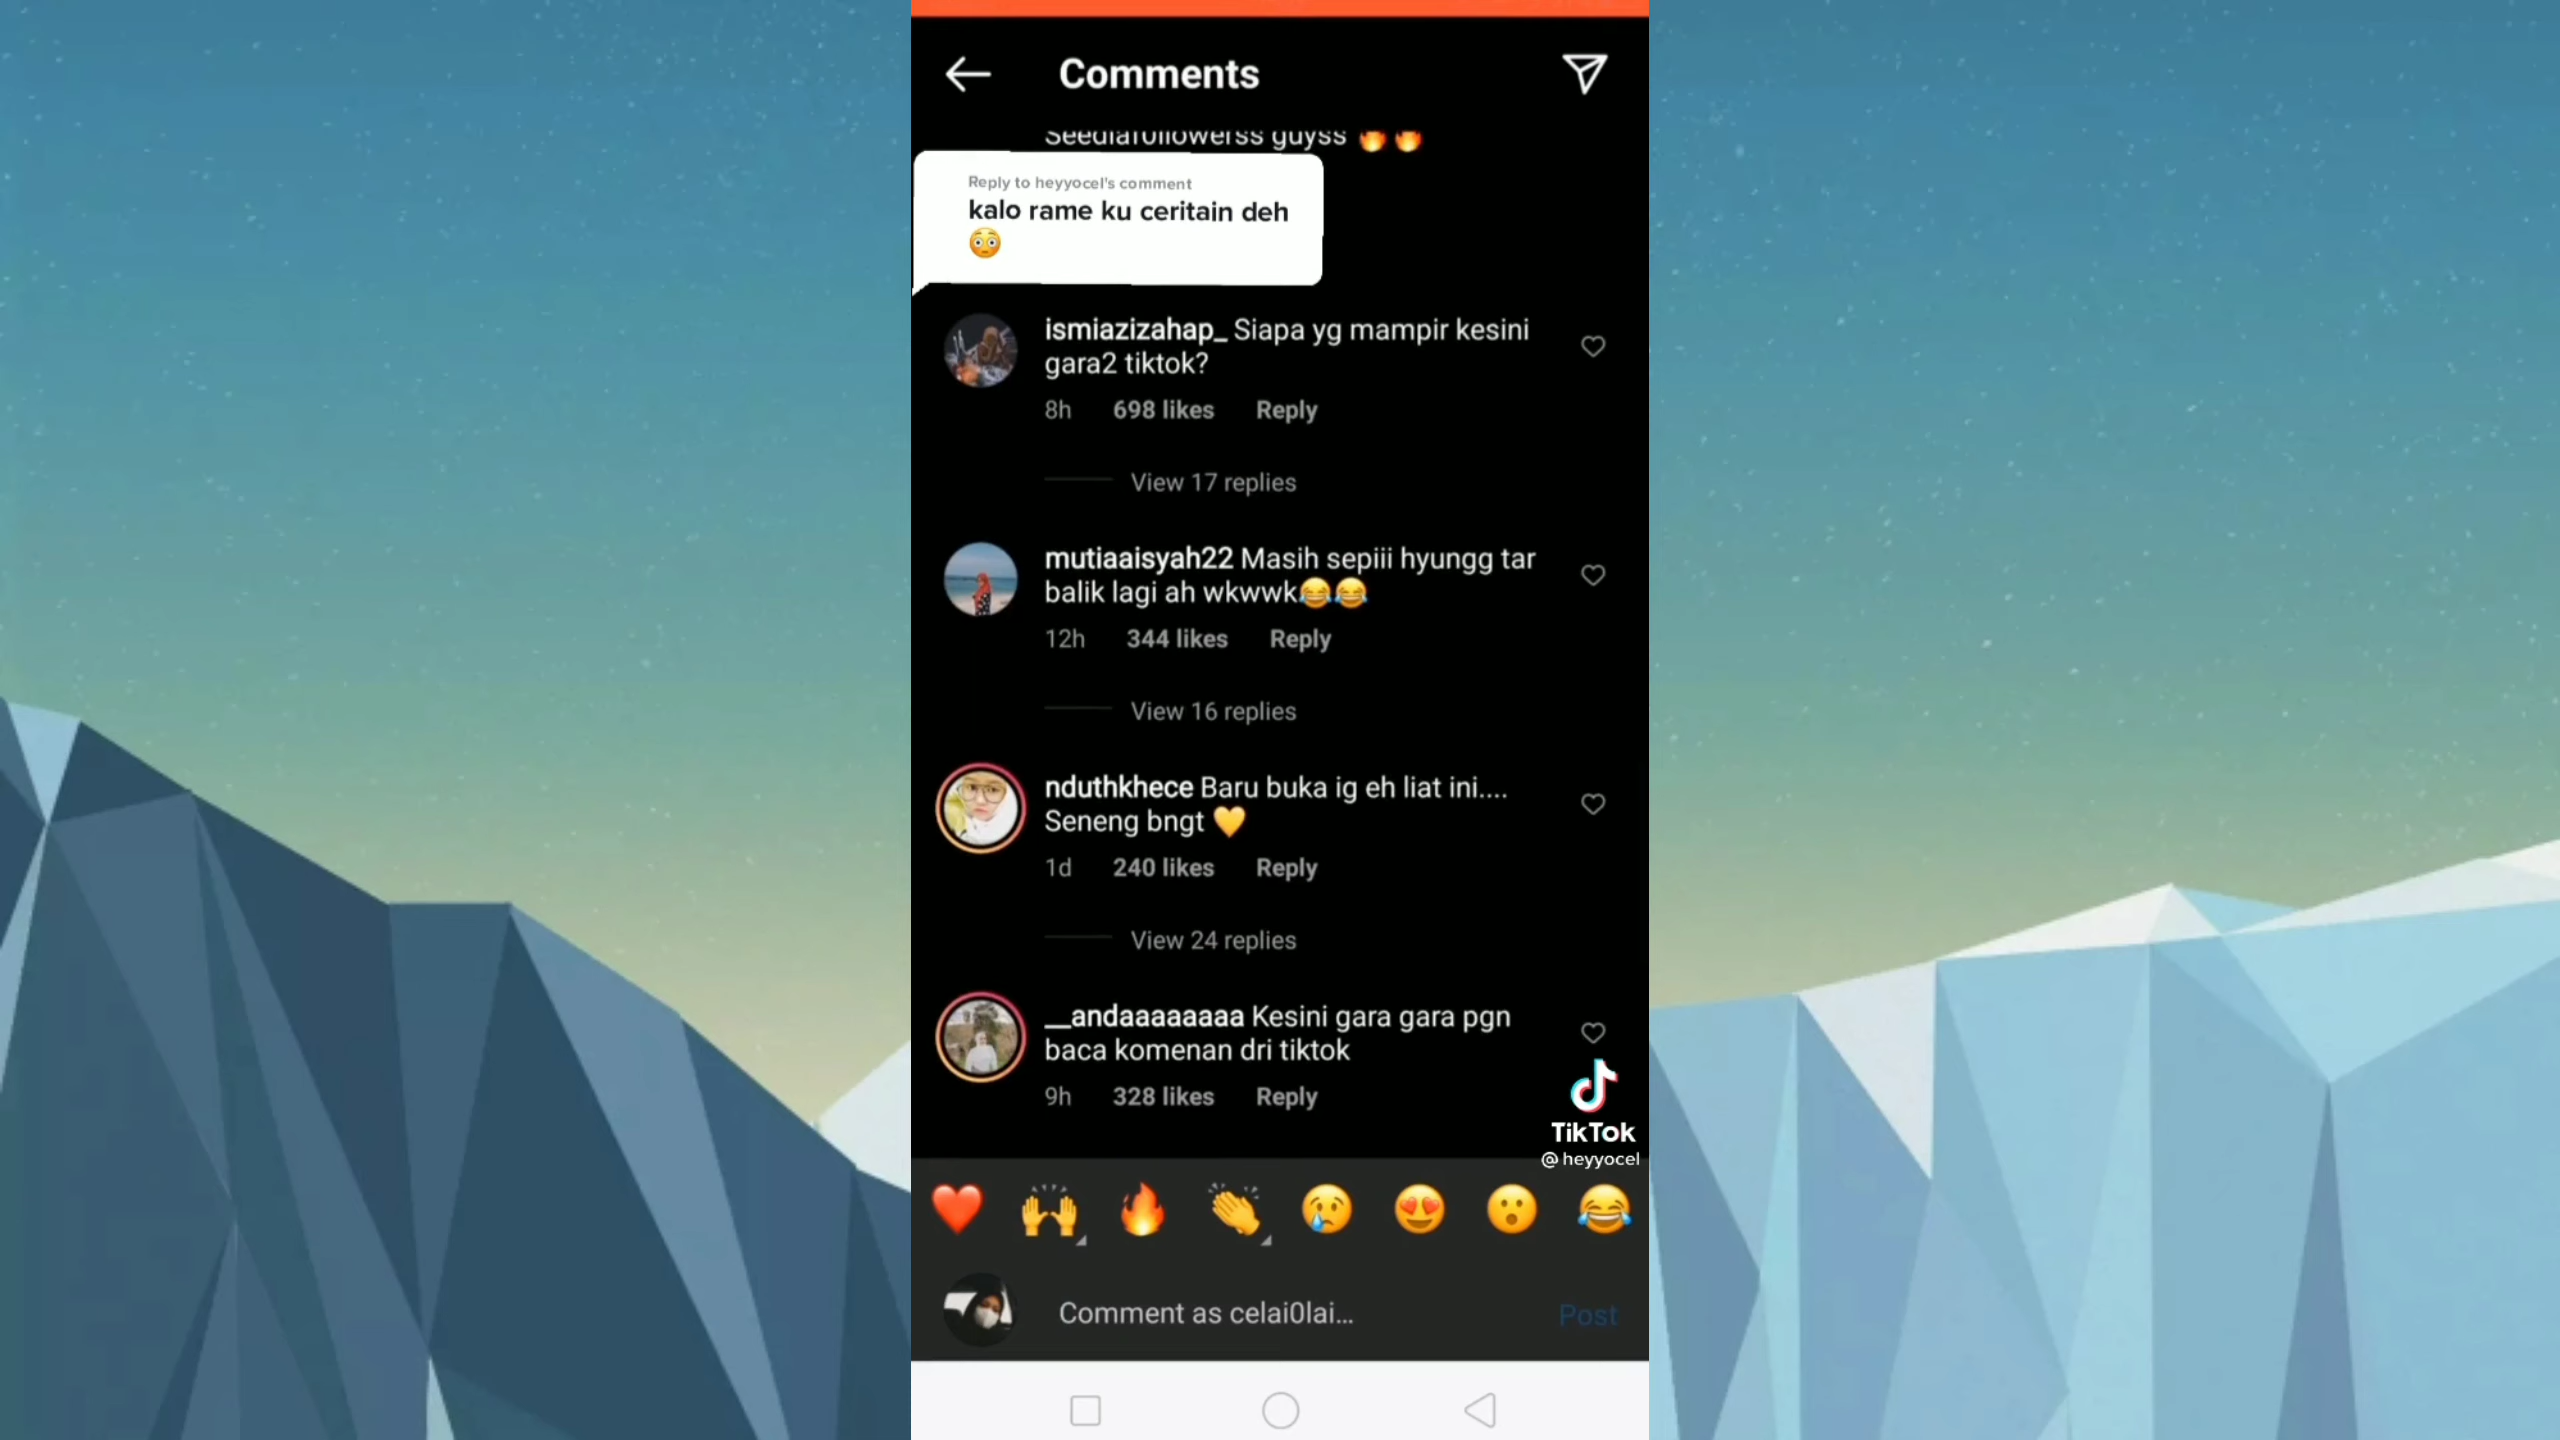 Comments
Seediafollowerss guyss 🔥🔥
Reply to heyyocel's comment
kalo rame ku ceritain deh
😳
ismiazizahap_ Siapa yg mampir kesini
gara2 tiktok?
8h 698 likes Reply
View 17 replies
mutiaaisyah22 Masih sepiii hyungg tar
balik lagi ah wkwwk😂😂
12h 344 likes Reply
View 16 replies
nduthkhece Baru buka ig eh liat ini....
Seneng bngt 💛
1d 240 likes Reply
View 24 replies
__andaaaaaaaa Kesini gara gara pgn
baca komenan dri tiktok
9h 328 likes Reply
TikTok
@heyyocel
Comment as celai0lai... Post